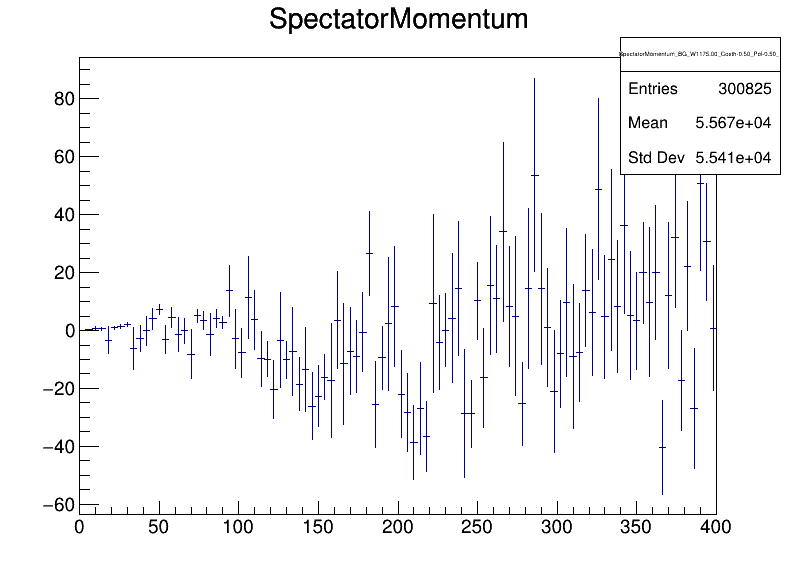 SpectatorMomentum
SpectatorMomentum_BG_W1175.00_Costh-0.50_Pol-0.50_
Entries 300825
Mean 5.567e+04
Std Dev 5.541e+04
80
60
40
20
0
−20
−40
−60
0 50 100 150 200 250 300 350 400